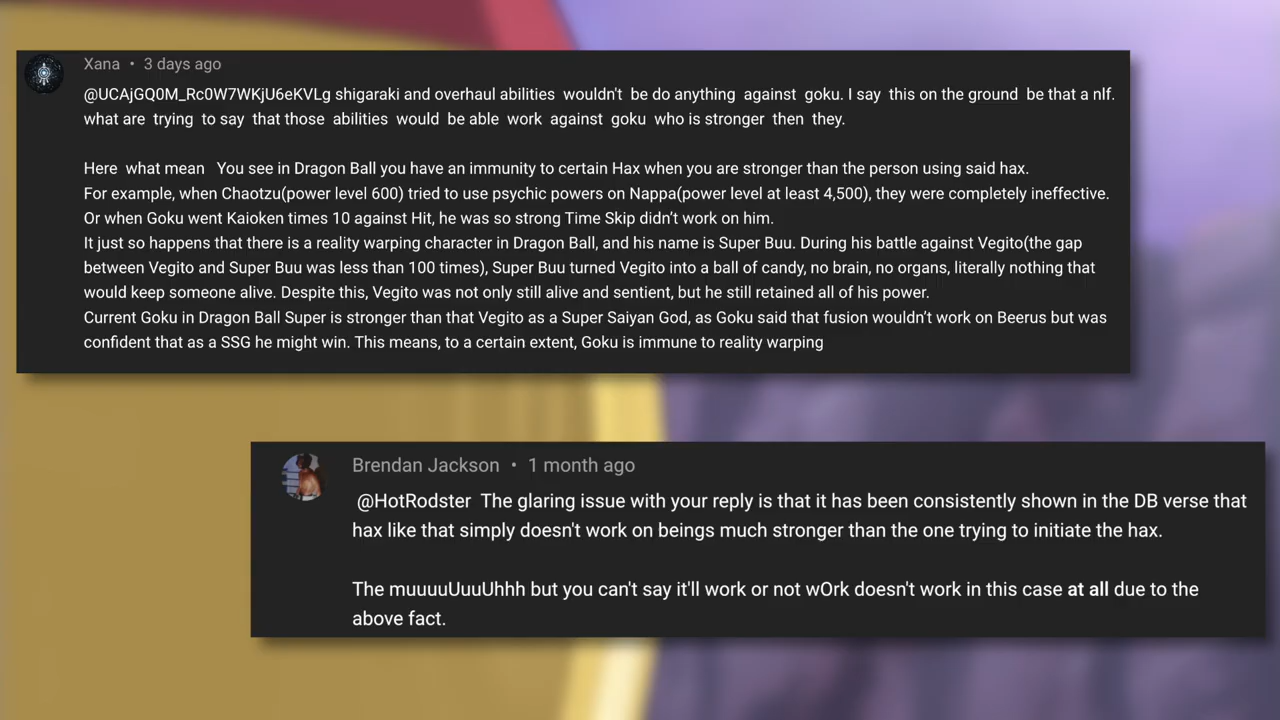 Xana • 3 days ago
@UCAjGQ0M_Rc0W7WKjU6eKVLg shigaraki and overhaul abilities wouldn't be do anything against goku. I say this on the ground be that a nlf.
what are trying to say that those abilities would be able work against goku who is stronger then they.
Here what mean You see in Dragon Ball you have an immunity to certain Hax when you are stronger than the person using said hax.
For example, when Chaotzu(power level 600) tried to use psychic powers on Nappa(power level at least 4,500), they were completely ineffective.
Or when Goku went Kaioken times 10 against Hit, he was so strong Time Skip didn’t work on him.
It just so happens that there is a reality warping character in Dragon Ball, and his name is Super Buu. During his battle against Vegito(the gap
between Vegito and Super Buu was less than 100 times), Super Buu turned Vegito into a ball of candy, no brain, no organs, literally nothing that
would keep someone alive. Despite this, Vegito was not only still alive and sentient, but he still retained all of his power.
Current Goku in Dragon Ball Super is stronger than that Vegito as a Super Saiyan God, as Goku said that fusion wouldn’t work on Beerus but was
confident that as a SSG he might win. This means, to a certain extent, Goku is immune to reality warping
Brendan Jackson • 1 month ago
@HotRodster The glaring issue with your reply is that it has been consistently shown in the DB verse that
hax like that simply doesn't work on beings much stronger than the one trying to initiate the hax.
The muuuuUuuUhhh but you can't say it'll work or not wOrk doesn't work in this case at all due to the
above fact.